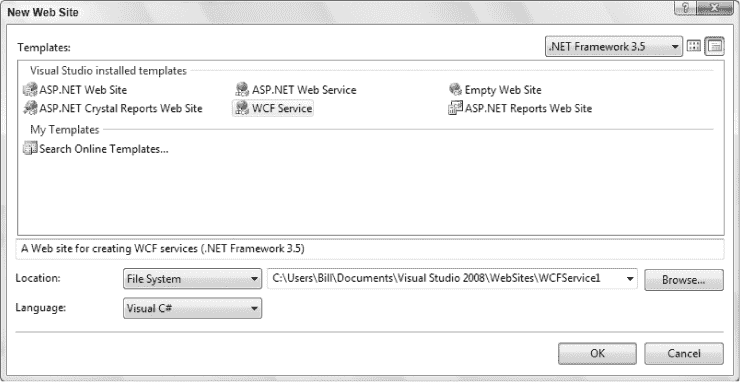 New Web Site
Templates:
.NET Framework 3.5
Visual Studio installed templates
ASP.NET Web Site
ASP.NET Web Service
Empty Web Site
ASP.NET Crystal Reports Web Site
WCF Service
ASP.NET Reports Web Site
My Templates
Search Online Templates...
A Web site for creating WCF services (.NET Framework 3.5)
Location:
File System
C:\Users\Bill\Documents\Visual Studio 2008\WebSites\WCFService1
Browse...
Language:
Visual C#
OK
Cancel